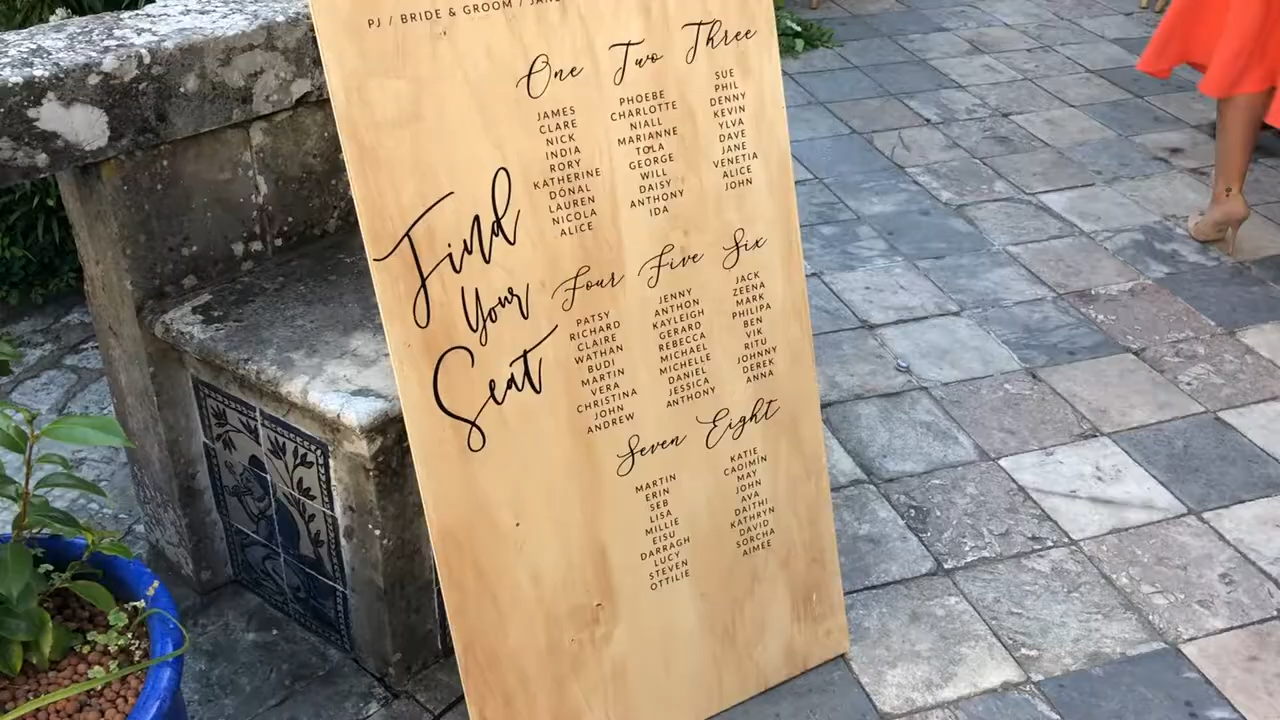 PJ / BRIDE & GROOM / JANE
Find
Your
Seat
One
JAMES
CLARE
NICK
INDIA
RORY
KATHERINE
DÓNAL
LAUREN
NICOLA
ALICE
Two
PHOEBE
CHARLOTTE
NIALL
MARIANNE
TOLA
GEORGE
WILL
DAISY
ANTHONY
IDA
Three
SUE
PHIL
DENNY
KEVIN
YLVA
DAVE
JANE
VENETIA
ALICE
JOHN
Four
PATSY
RICHARD
CLAIRE
WATHAN
BUDI
MARTIN
VERA
CHRISTINA
JOHN
ANDREW
Five
JENNY
ANTHON
KAYLEIGH
GERARD
REBECCA
MICHAEL
MICHELLE
DANIEL
JESSICA
ANTHONY
Six
JACK
ZEENA
MARK
PHILIPA
BEN
VIK
RITU
JOHNNY
DEREK
ANNA
Seven
MARTIN
ERIN
SEB
LISA
MILLIE
EISU
DARRAGH
LUCY
STEVEN
OTTILIE
Eight
KATIE
CAOIMÍN
MAY
JOHN
AVA
DAITHI
KATHRYN
DAVID
SORCHA
AIMEE